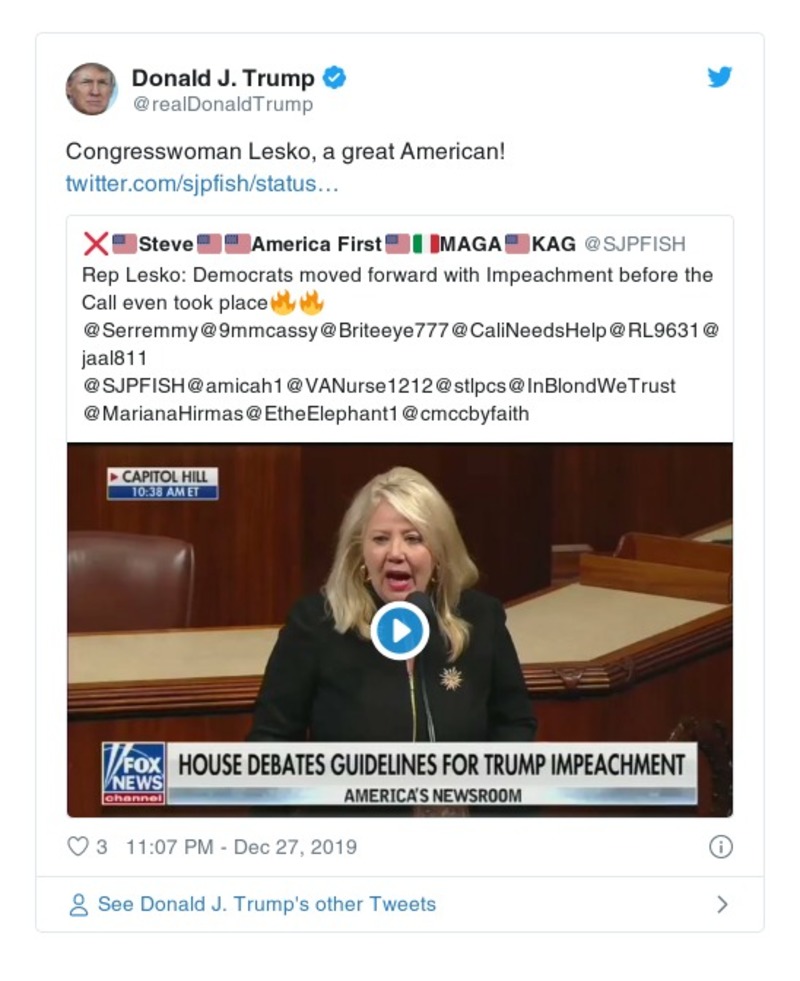 Donald J. Trump
@realDonaldTrump
Congresswoman Lesko, a great American!
twitter.com/sjpfish/status…
❌🇺🇸Steve🇺🇸🇺🇸America First🇺🇸🇮🇹MAGA🇺🇸KAG @SJPFISH
Rep Lesko: Democrats moved forward with Impeachment before the
Call even took place🔥🔥
@Serremmy@9mmcassy@Briteeye777@CaliNeedsHelp@RL9631@
jaal811
@SJPFISH@amicah1@VANurse1212@stlpcs@InBlondWeTrust
@MarianaHirmas@EtheElephant1@cmccbyfaith
CAPITOL HILL
10:38 AM ET
FOX
NEWS
channel
HOUSE DEBATES GUIDELINES FOR TRUMP IMPEACHMENT
AMERICA'S NEWSROOM
3 11:07 PM - Dec 27, 2019
See Donald J. Trump's other Tweets